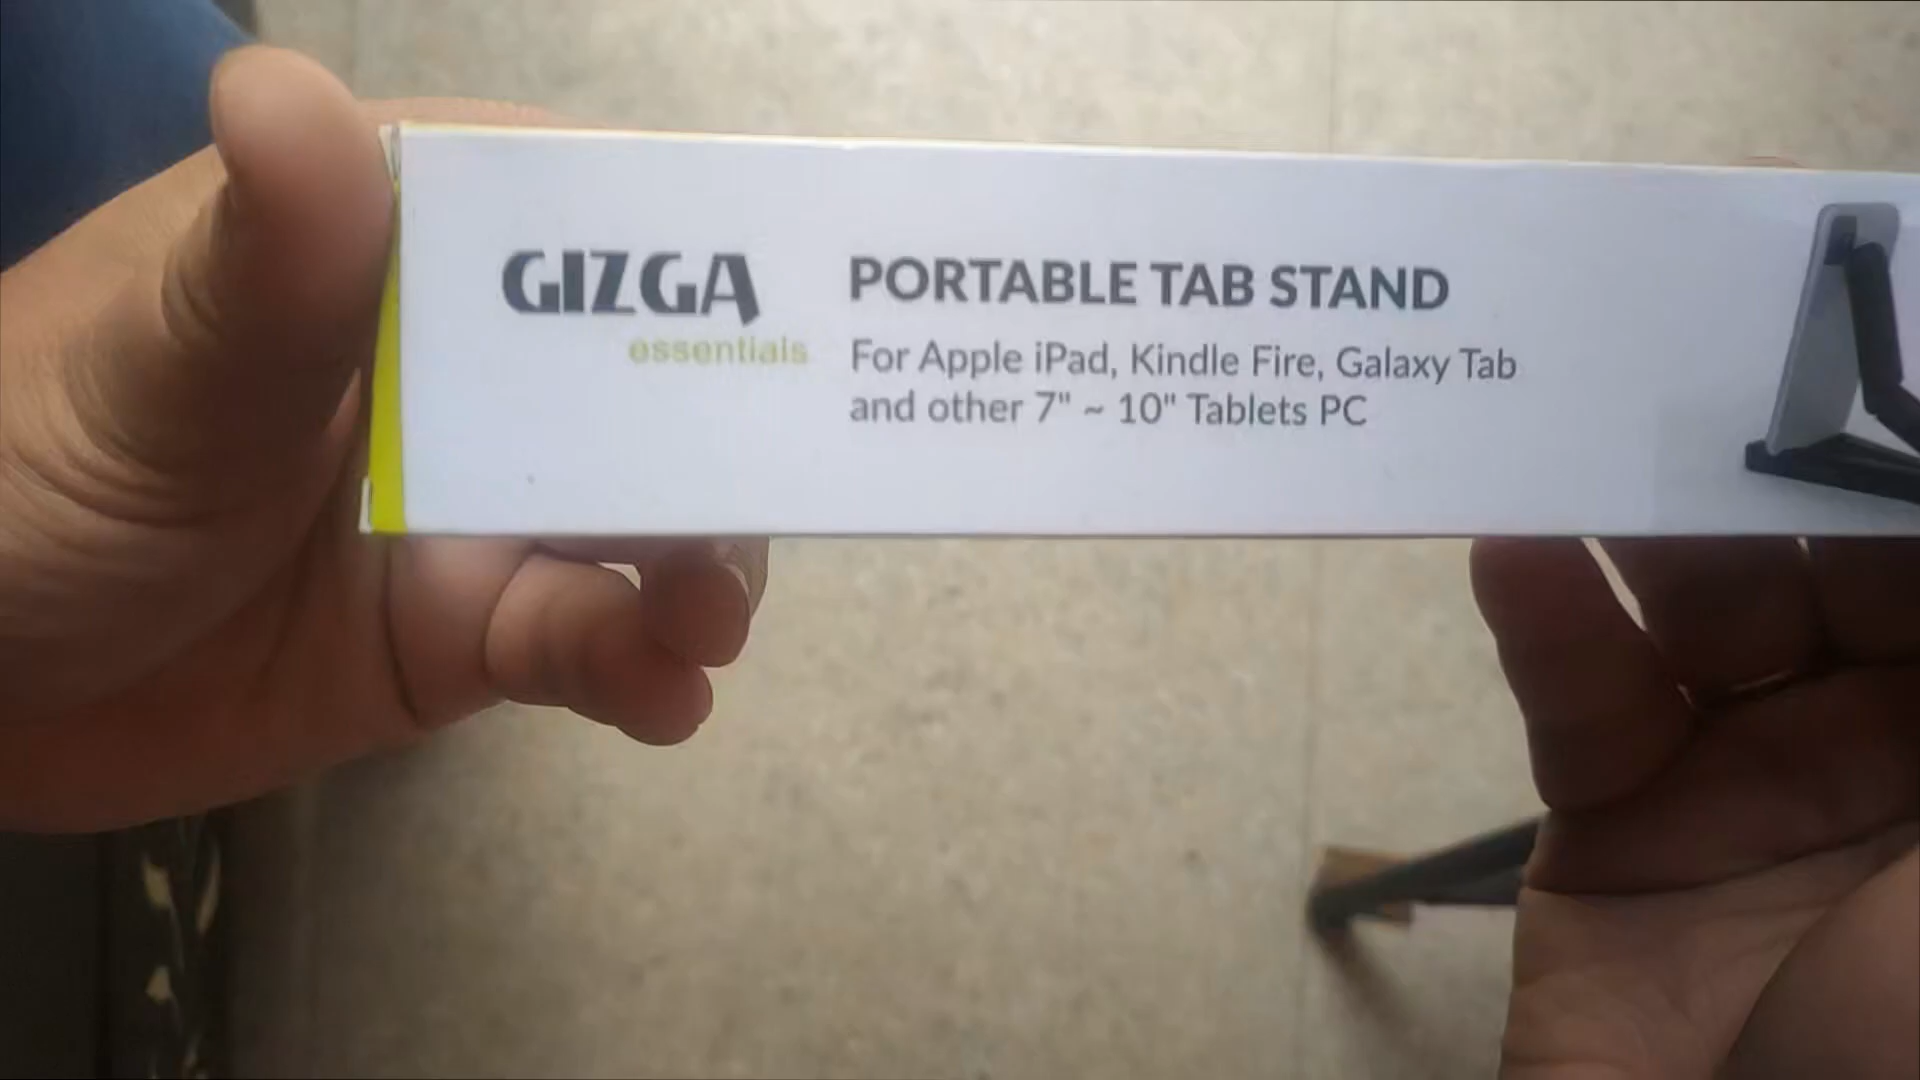 GIZGA
essentials
PORTABLE TAB STAND
For Apple iPad, Kindle Fire, Galaxy Tab
and other 7" ~ 10" Tablets PC